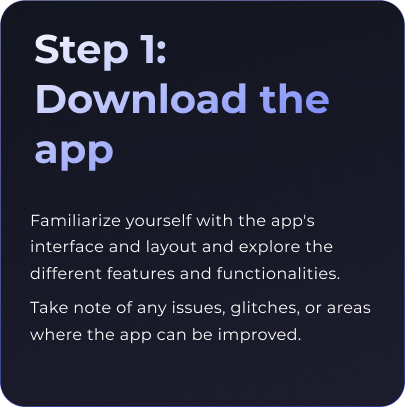 Step 1:
Download the
app
Familiarize yourself with the app's
interface and layout and explore the
different features and functionalities.
Take note of any issues, glitches, or areas
where the app can be improved.